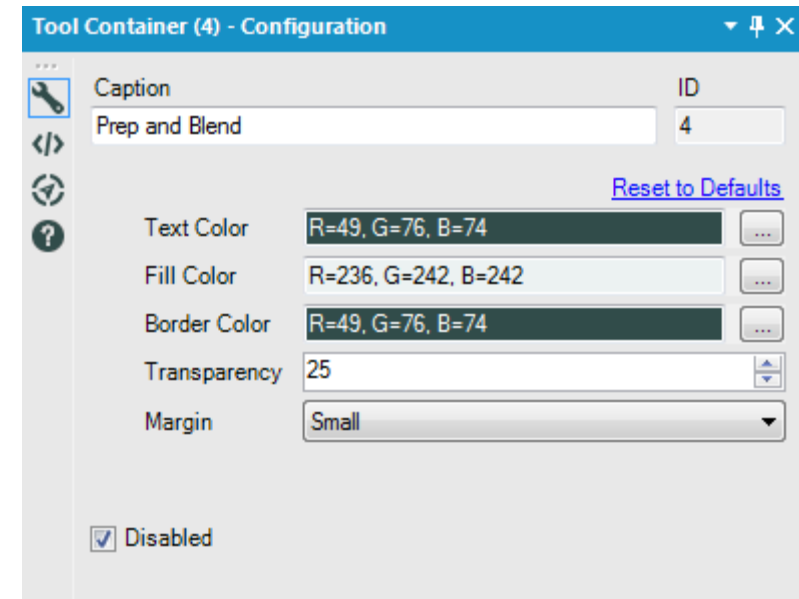 Tool Container (4) - Configuration
Caption ID
Prep and Blend 4
Reset to Defaults
Text Color R=49, G=76, B=74 ...
Fill Color R=236, G=242, B=242 ...
Border Color R=49, G=76, B=74 ...
Transparency 25
Margin Small
Disabled